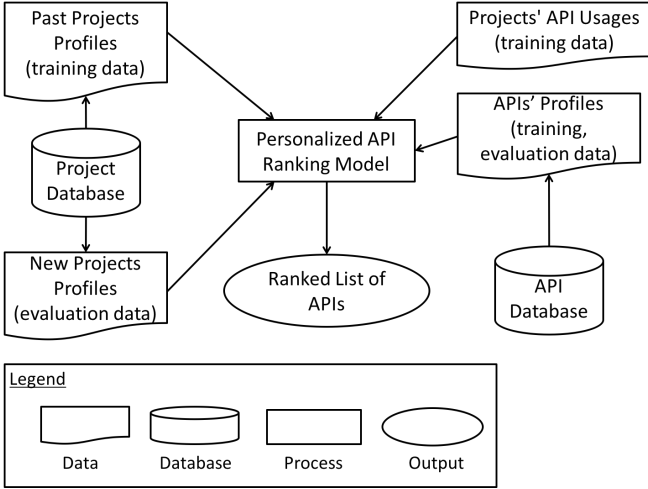 Past Projects
Profiles
(training data)
Projects' API Usages
(training data)
APIs’ Profiles
(training,
evaluation data)
Personalized API
Ranking Model
Project
Database
New Projects
Profiles
(evaluation data)
Ranked List of
APIs
API
Database
Legend
Data
Database
Process
Output